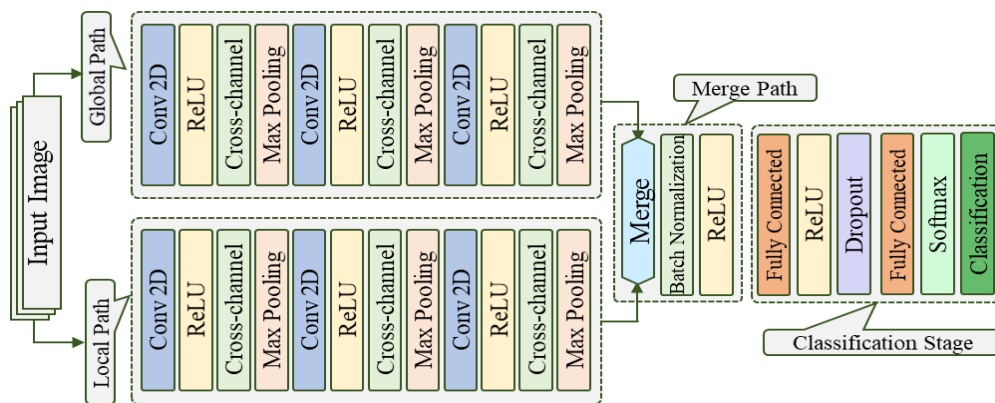 Input Image
Global Path
Conv 2D
ReLU
Cross-channel
Max Pooling
Conv 2D
ReLU
Cross-channel
Max Pooling
Conv 2D
ReLU
Cross-channel
Max Pooling
Local Path
Conv 2D
ReLU
Cross-channel
Max Pooling
Conv 2D
ReLU
Cross-channel
Max Pooling
Conv 2D
ReLU
Cross-channel
Max Pooling
Merge Path
Merge
Batch Normalization
ReLU
Fully Connected
ReLU
Dropout
Fully Connected
Softmax
Classification
Classification Stage